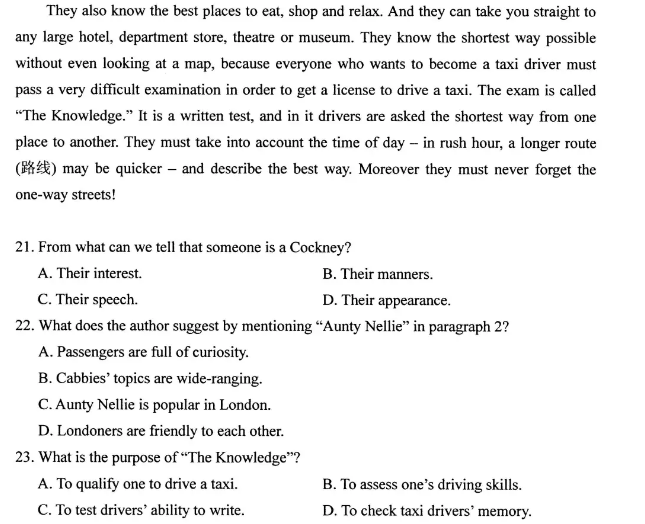 They also know the best places to eat, shop and relax. And they can take you straight to
any large hotel, department store, theatre or museum. They know the shortest way possible
without even looking at a map, because everyone who wants to become a taxi driver must
pass a very difficult examination in order to get a license to drive a taxi. The exam is called
“The Knowledge.” It is a written test, and in it drivers are asked the shortest way from one
place to another. They must take into account the time of day – in rush hour, a longer route
(路线) may be quicker – and describe the best way. Moreover they must never forget the
one-way streets!
21. From what can we tell that someone is a Cockney?
A. Their interest. B. Their manners.
C. Their speech. D. Their appearance.
22. What does the author suggest by mentioning “Aunty Nellie” in paragraph 2?
A. Passengers are full of curiosity.
B. Cabbies’ topics are wide-ranging.
C. Aunty Nellie is popular in London.
D. Londoners are friendly to each other.
23. What is the purpose of “The Knowledge”?
A. To qualify one to drive a taxi. B. To assess one’s driving skills.
C. To test drivers’ ability to write. D. To check taxi drivers’ memory.